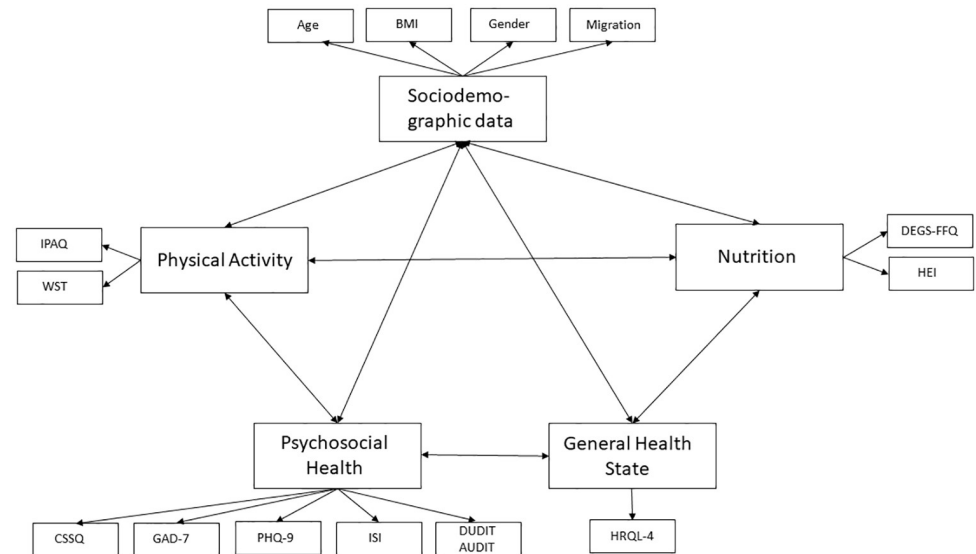 Age
BMI
Gender
Migration
Sociodemo-
graphic data
IPAQ
WST
Physical Activity
Nutrition
DEGS-FFQ
HEI
Psychosocial
Health
General Health
State
CSSQ
GAD-7
PHQ-9
ISI
DUDIT
AUDIT
HRQL-4